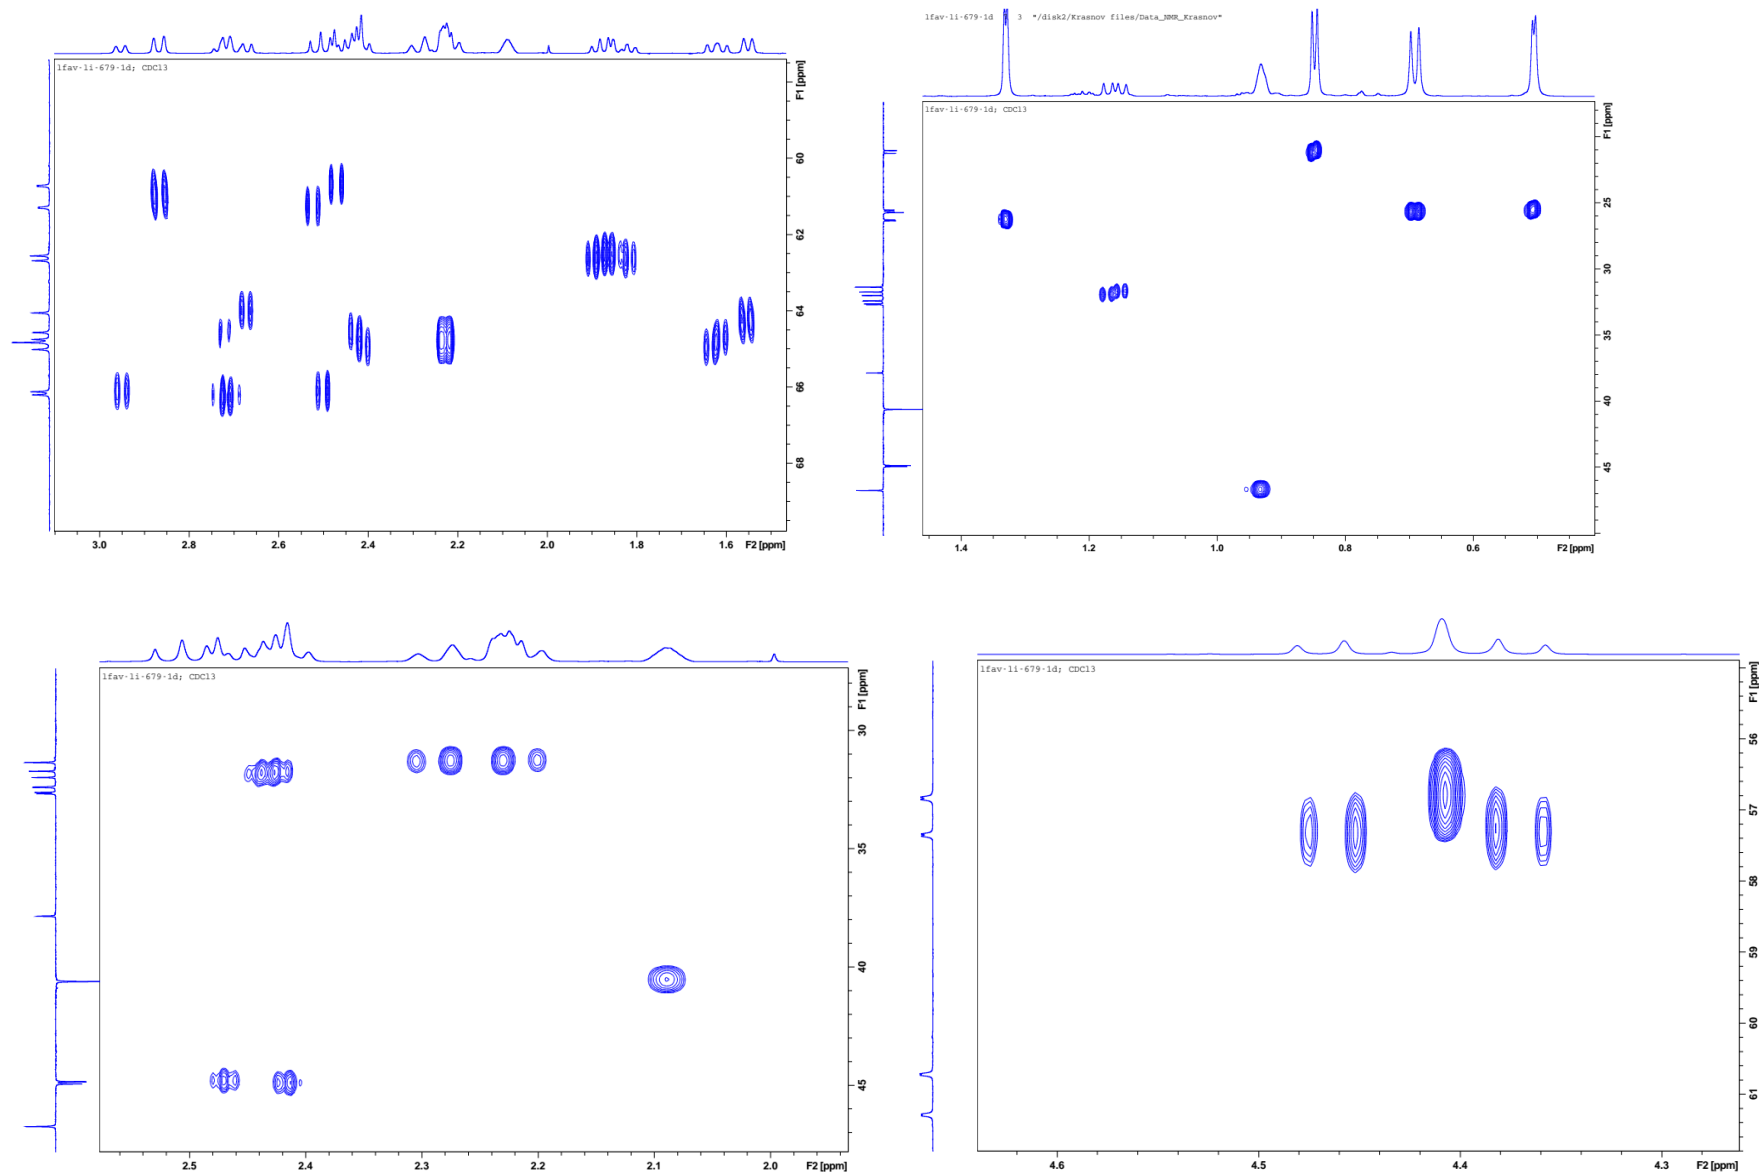 lfav-li-679-1d; CDCl3
F1 [ppm]
60
62
64
66
68
3.0 2.8 2.6 2.4 2.2 2.0 1.8 1.6 F2 [ppm]
lfav-li-679-1d 3 "/disk2/Krasnov files/Data_NMR_Krasnov"
lfav-li-679-1d; CDCl3
F1 [ppm]
25
30
35
40
45
1.4 1.2 1.0 0.8 0.6 F2 [ppm]
lfav-li-679-1d; CDCl3
F1 [ppm]
30
35
40
45
2.5 2.4 2.3 2.2 2.1 2.0 F2 [ppm]
lfav-li-679-1d; CDCl3
F1 [ppm]
56
57
58
59
60
61
4.6 4.5 4.4 4.3 F2 [ppm]